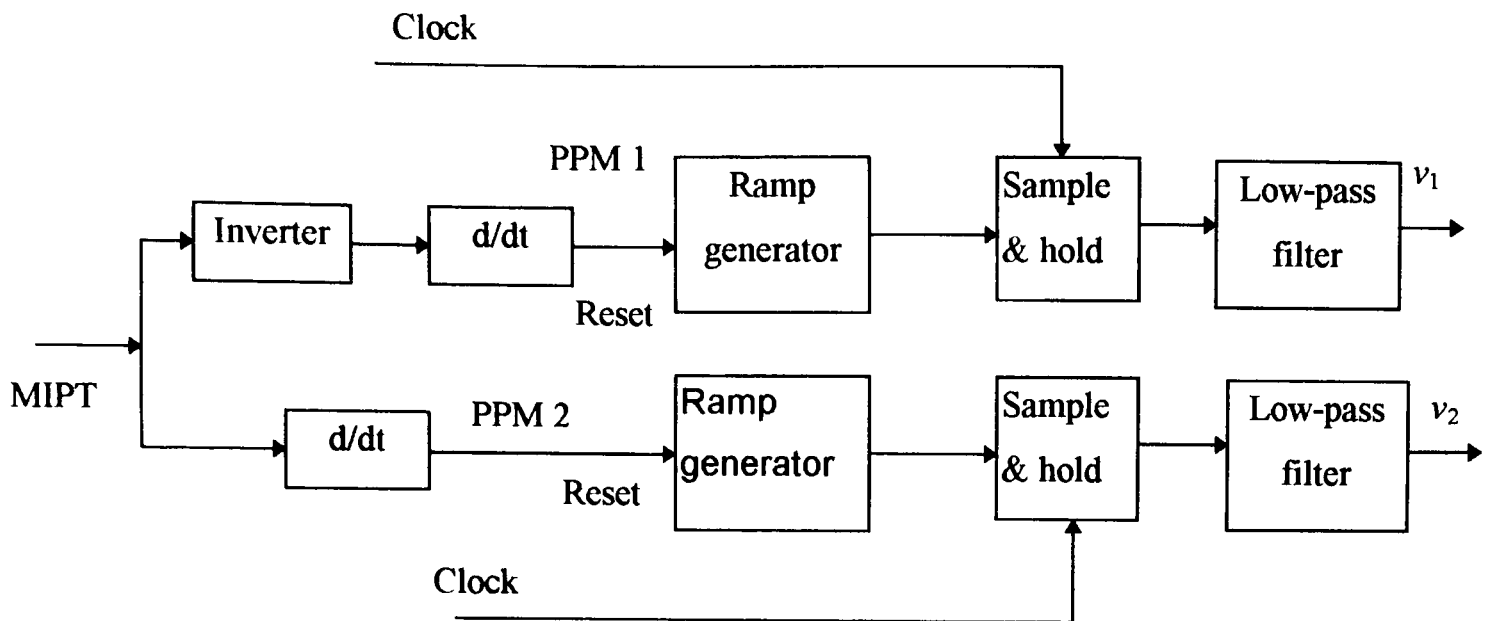 Clock
PPM 1
Ramp
generator
Sample
& hold
Low-pass
filter
v₁
Inverter
d/dt
Reset
MIPT
d/dt
PPM 2
Reset
Ramp
generator
Sample
& hold
Low-pass
filter
v₂
Clock